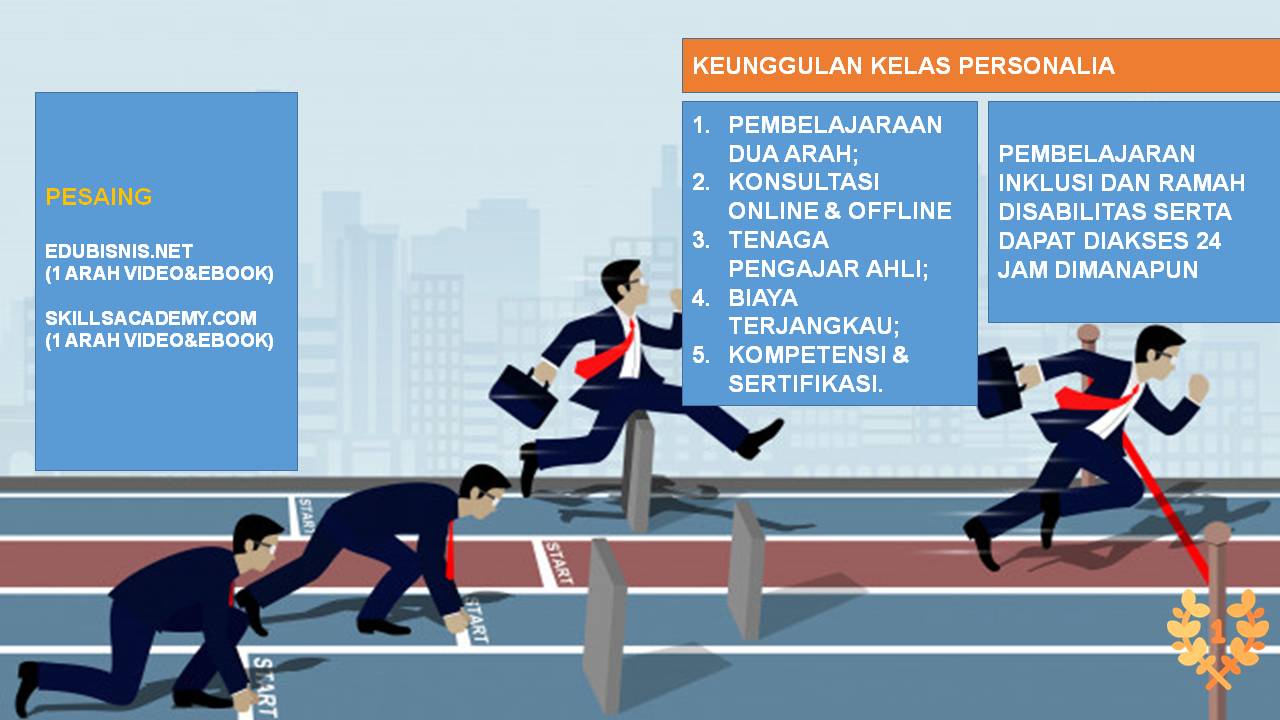 KEUNGGULAN KELAS PERSONALIA
PESAING
EDUBISNIS.NET
(1 ARAH VIDEO&EBOOK)
SKILLSACADEMY.COM
(1 ARAH VIDEO&EBOOK)
1. PEMBELAJARAAN
DUA ARAH;
2. KONSULTASI
ONLINE & OFFLINE
3. TENAGA
PENGAJAR AHLI;
4. BIAYA
TERJANGKAU;
5. KOMPETENSI &
SERTIFIKASI.
PEMBELAJARAN
INKLUSI DAN RAMAH
DISABILITAS SERTA
DAPAT DIAKSES 24
JAM DIMANAPUN
START
START
START
START
1